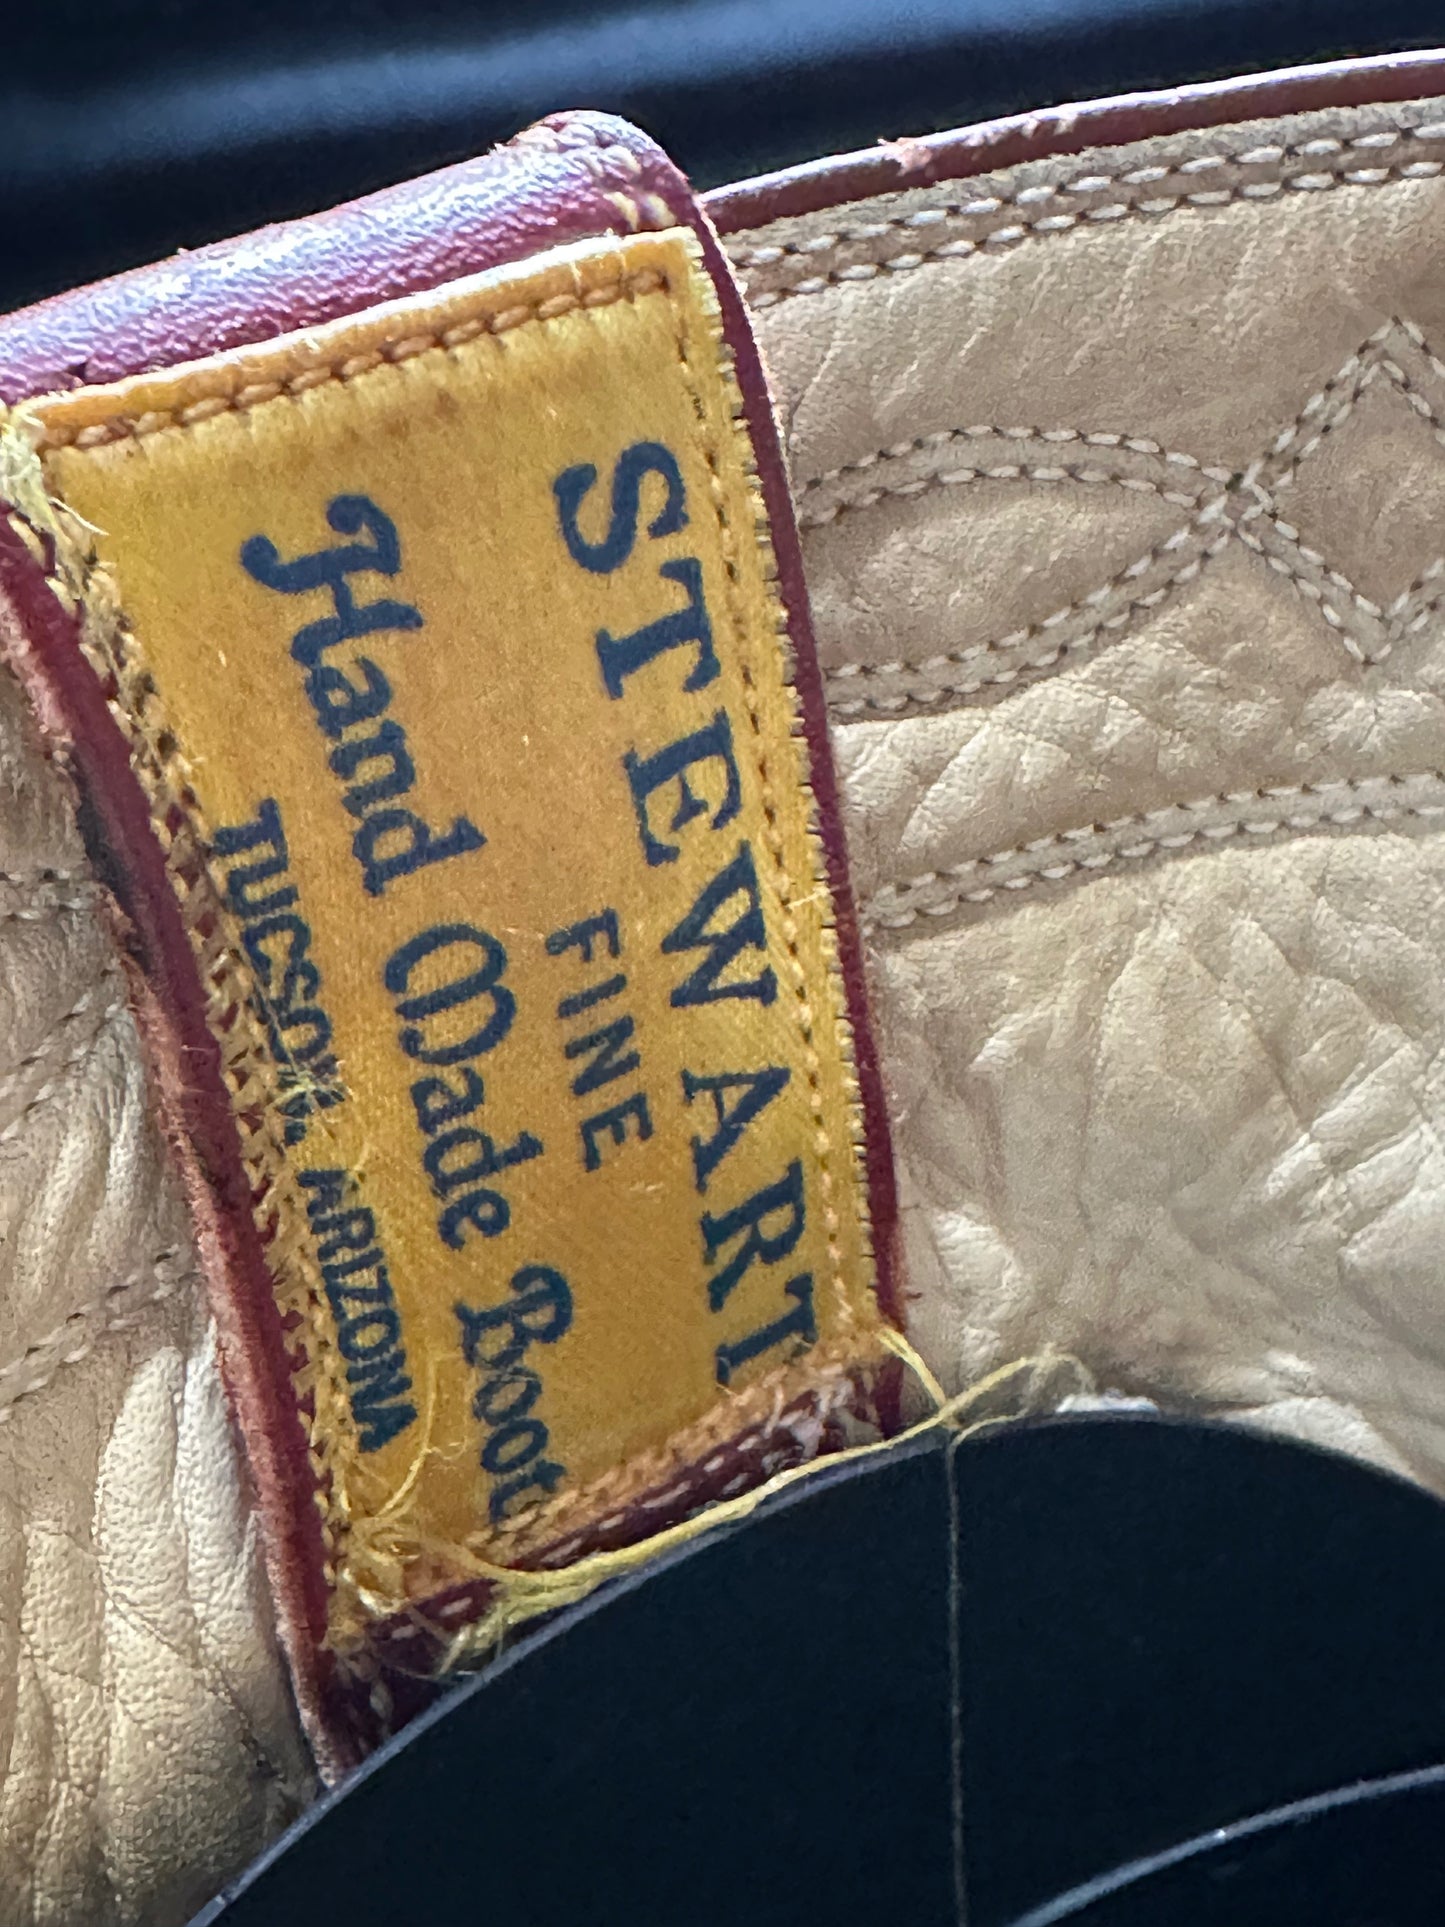 STEWART
FINE
Hand Made Boot
TUCSON, ARIZONA